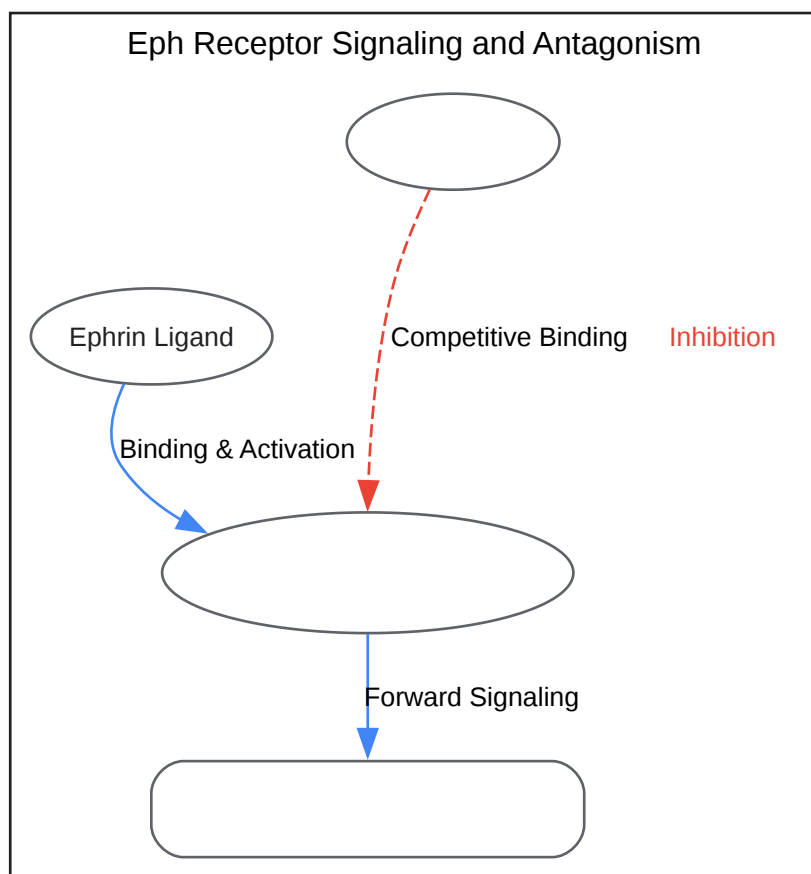 Eph Receptor Signaling and Antagonism
Ephrin Ligand
Competitive Binding
Inhibition
Binding & Activation
Forward Signaling